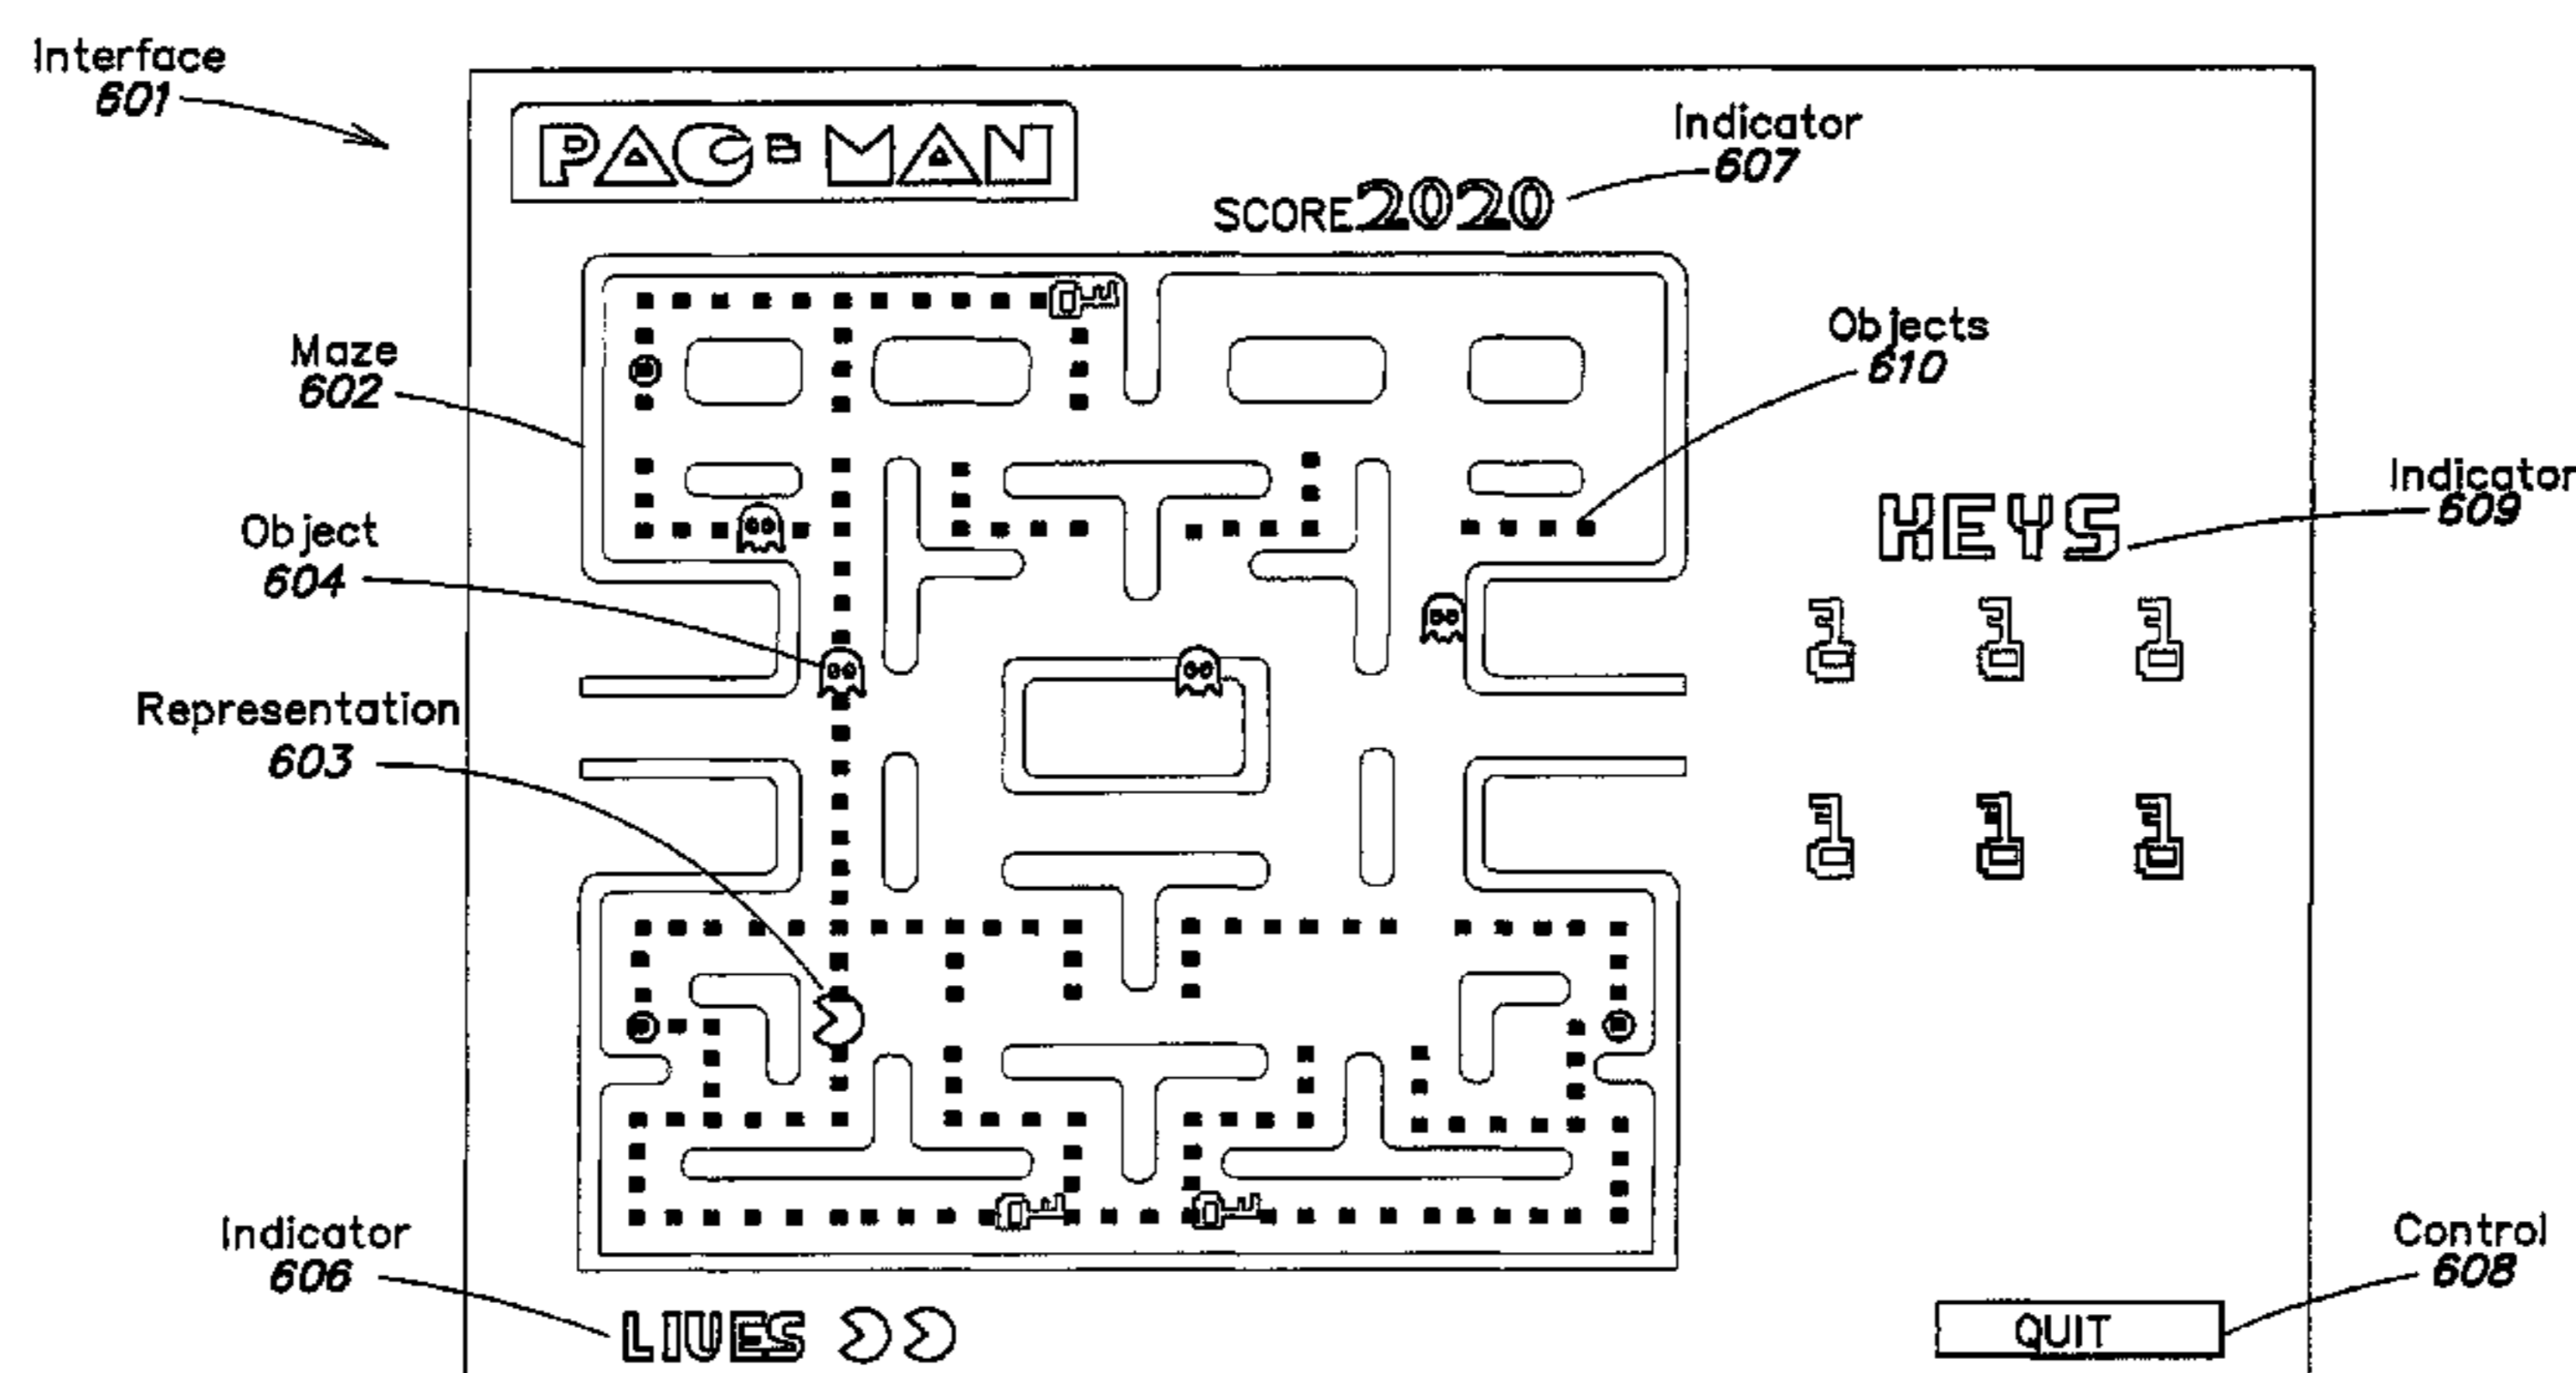 Interface
601
PAC-MAN
Indicator
607
SCORE 2020
Maze
602
Objects
610
Indicator
609
KEYS
Object
604
Representation
603
Indicator
606
LIVES
Control
608
QUIT